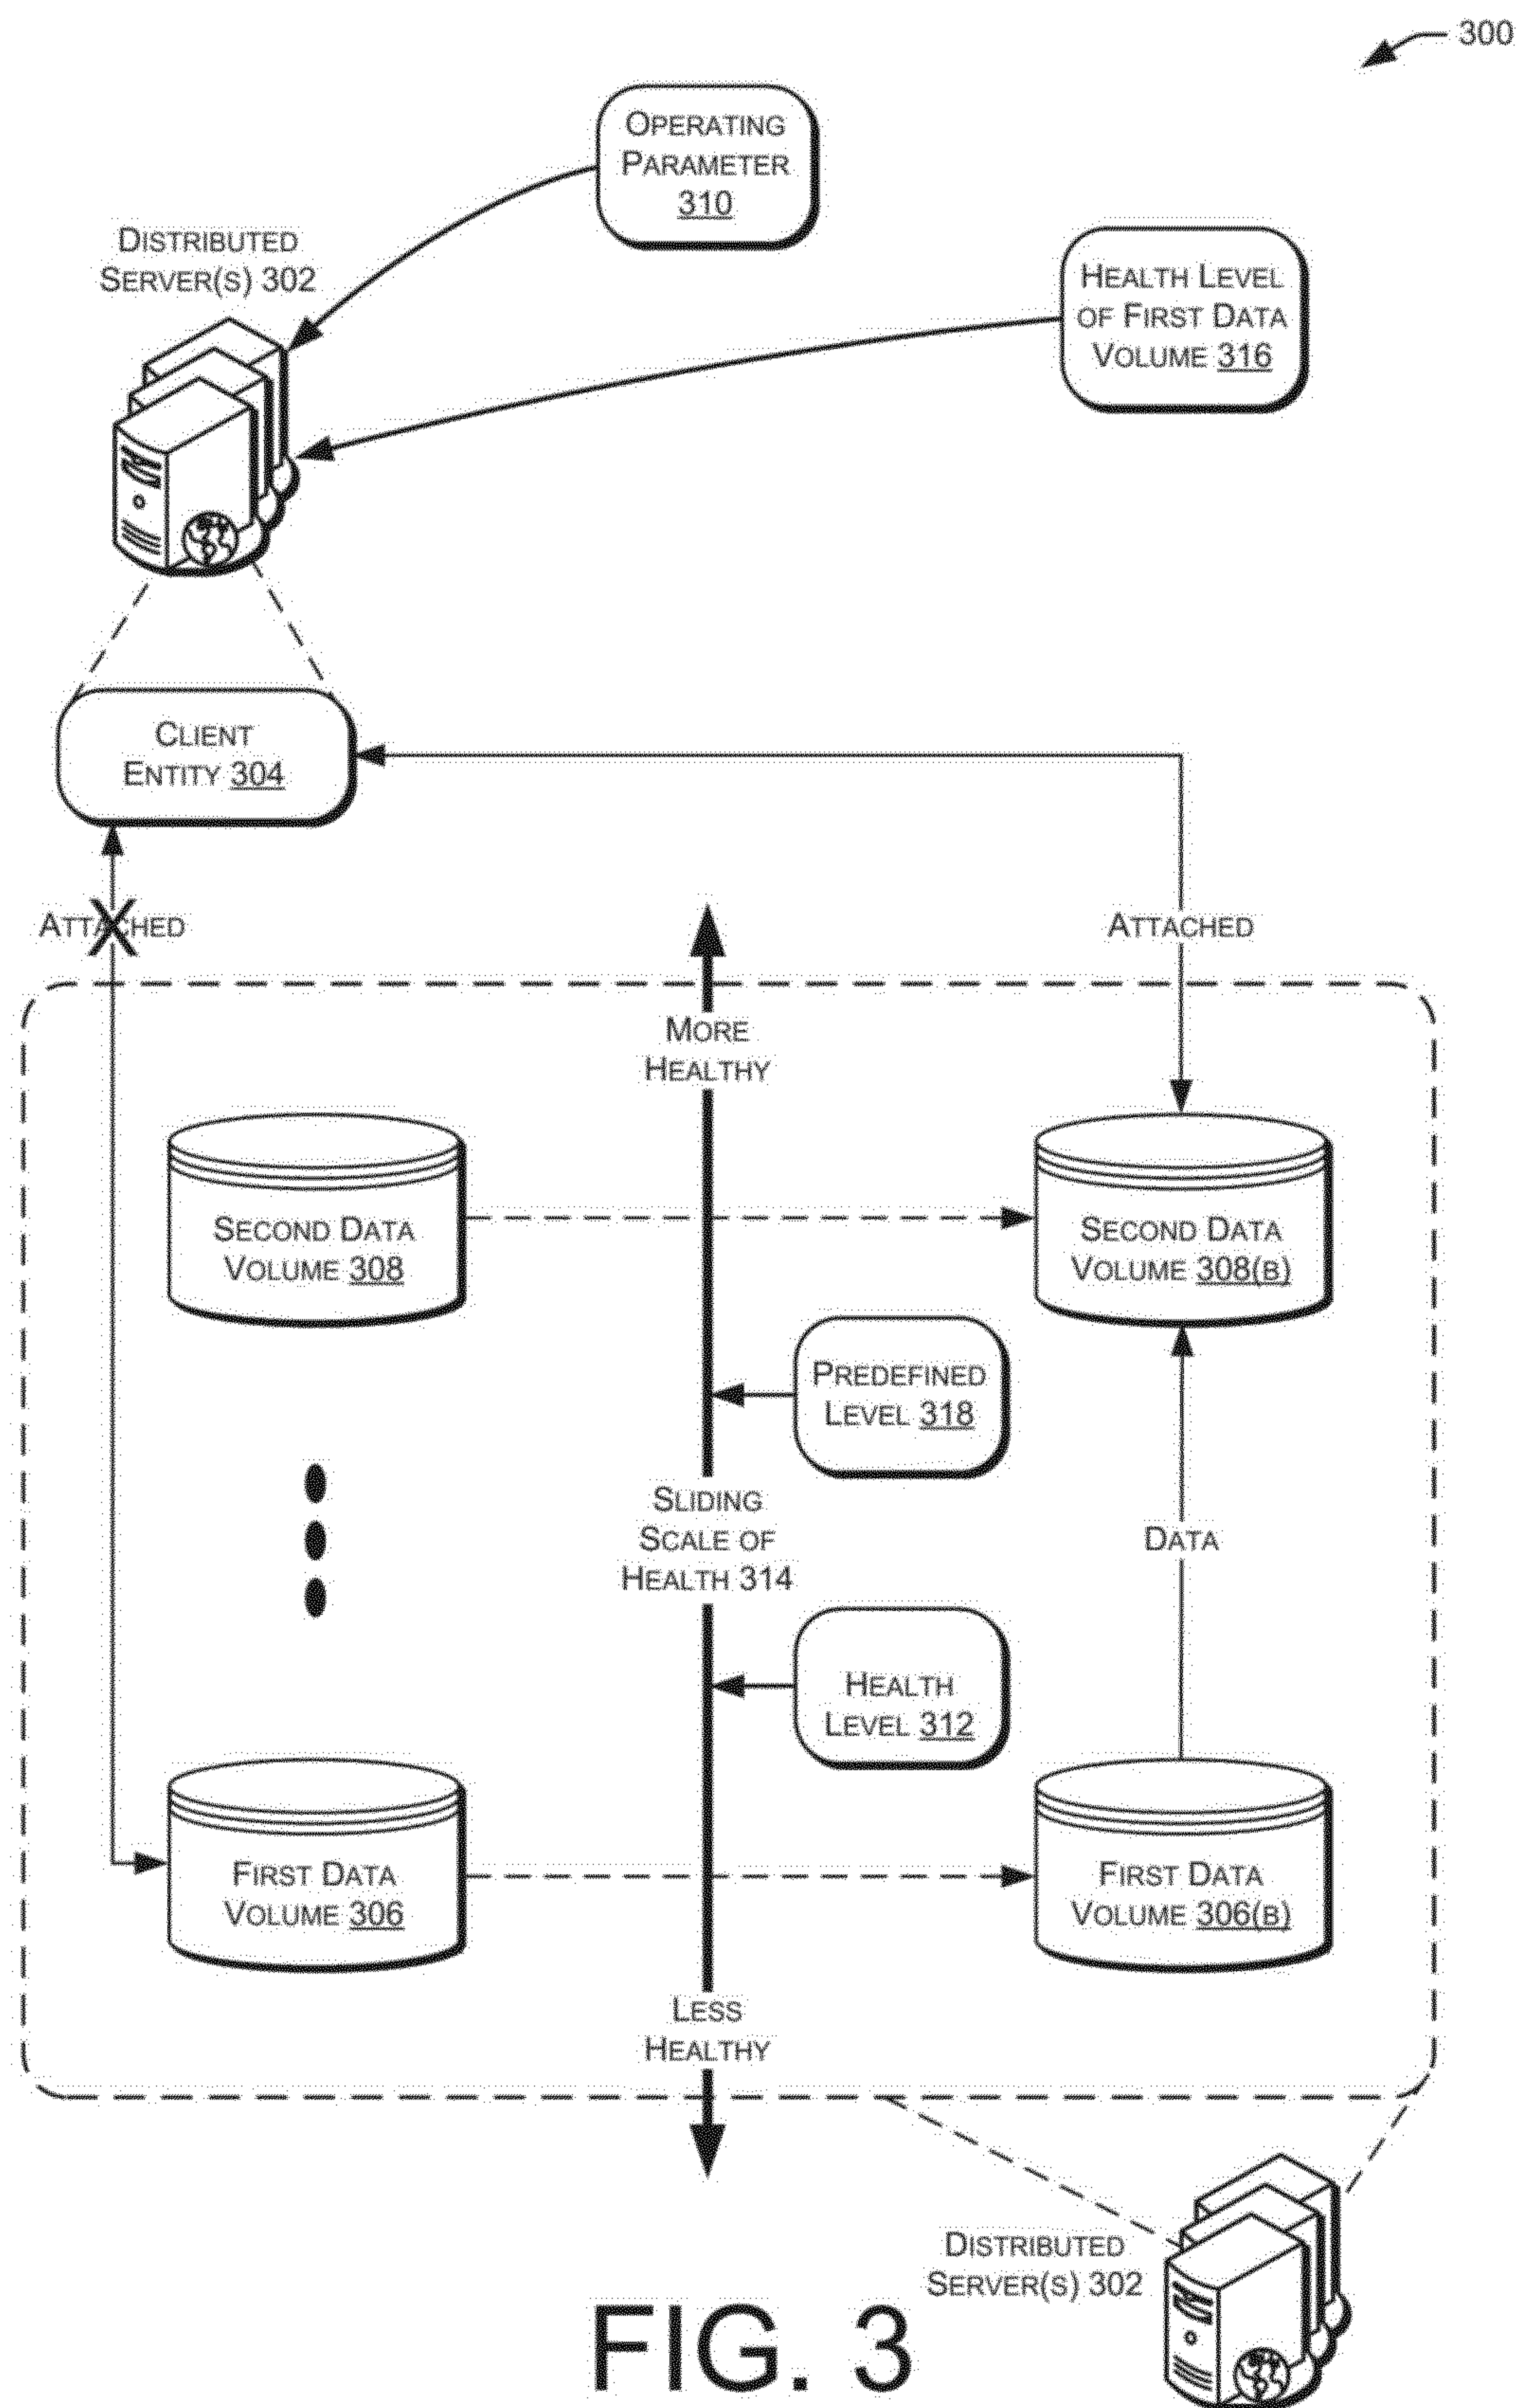 300
OPERATING
PARAMETER
310
DISTRIBUTED
SERVER(S) 302
HEALTH LEVEL
OF FIRST DATA
VOLUME 316
CLIENT
ENTITY 304
ATTACHED
X
ATTACHED
MORE
HEALTHY
SECOND DATA
VOLUME 308
SECOND DATA
VOLUME 308(B)
PREDEFINED
LEVEL 318
SLIDING
SCALE OF
HEALTH 314
DATA
HEALTH
LEVEL 312
FIRST DATA
VOLUME 306
FIRST DATA
VOLUME 306(B)
LESS
HEALTHY
DISTRIBUTED
SERVER(S) 302
FIG. 3